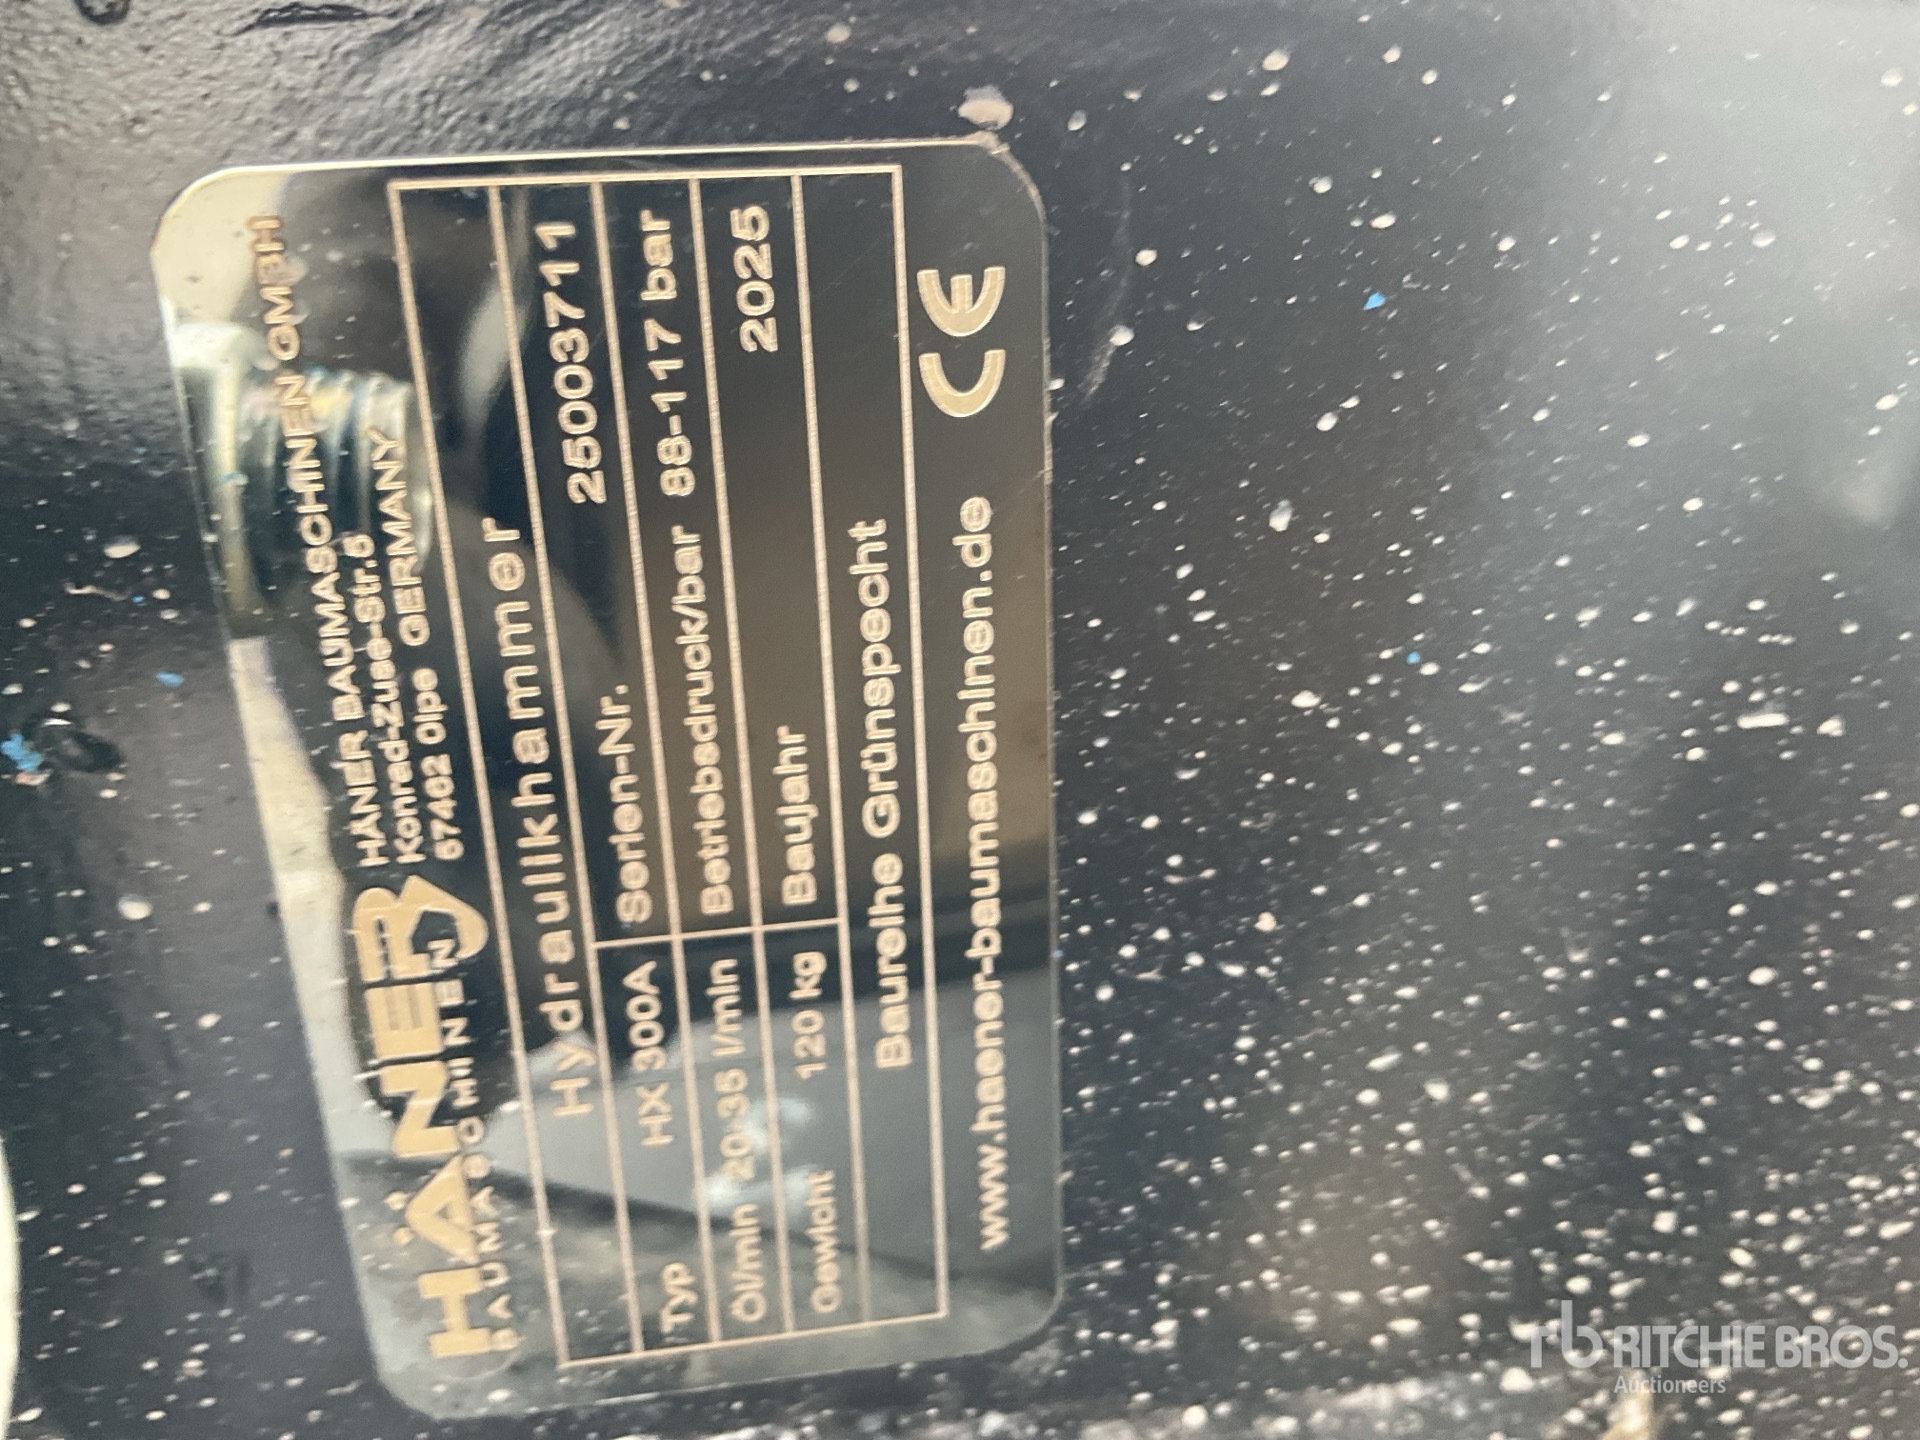 HÄNER
BAUMASCHINEN
HÄNER BAUMASCHINEN GMBH
Konrad-Zuse-Str.5
57462 Olpe GERMANY
Hydraulikhammer
Typ HX 300A Serien-Nr. 25003711
Öl/min 20-35 l/min Betriebsdruck/bar 88-117 bar
Gewicht 120 kg Baujahr 2025
Baureihe Grünspecht
www.haener-baumaschinen.de CE
rb RITCHIE BROS.
Auctioneers